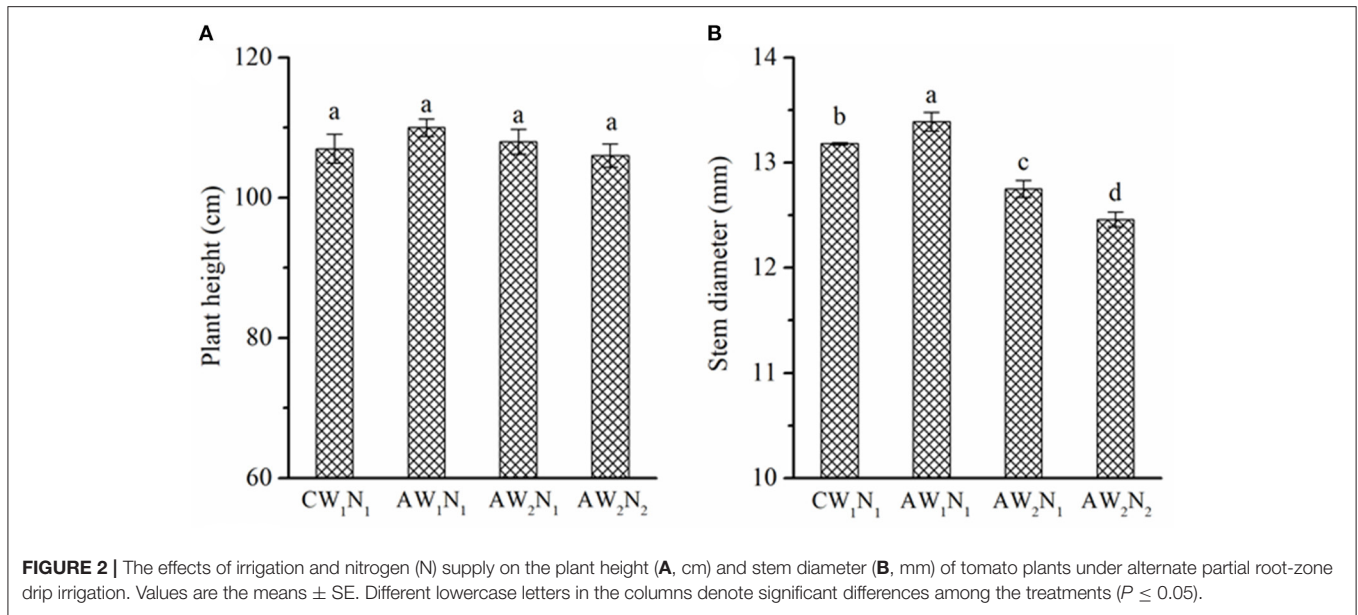 A
120
100
80
60
Plant height (cm)
a
a
a
a
CW₁N₁
AW₁N₁
AW₂N₁
AW₂N₂
B
14
13
12
11
10
Stem diameter (mm)
b
a
c
d
CW₁N₁
AW₁N₁
AW₂N₁
AW₂N₂
FIGURE 2 | The effects of irrigation and nitrogen (N) supply on the plant height (A, cm) and stem diameter (B, mm) of tomato plants under alternate partial root-zone
drip irrigation. Values are the means ± SE. Different lowercase letters in the columns denote significant differences among the treatments (P ≤ 0.05).